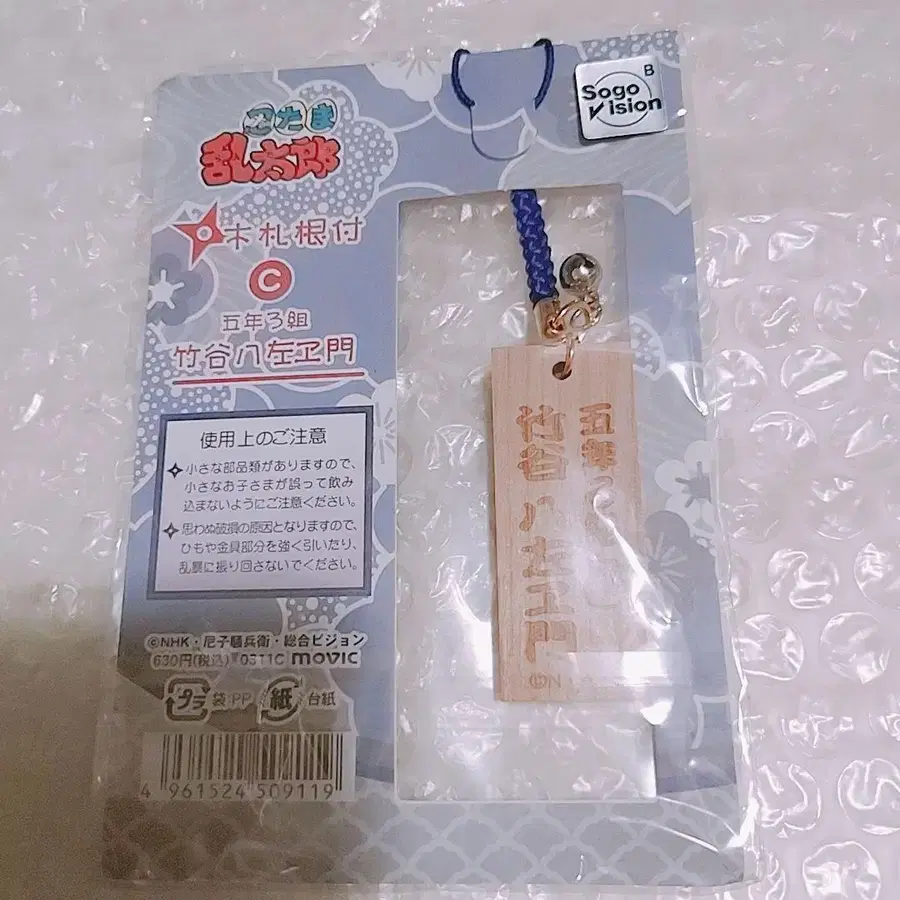 忍たま
乱太郎
木札根付
C
五年ろ組
竹谷八左ヱ門
使用上のご注意
小さな部品類がありますので、
小さなお子さまが誤って飲み
込まないようにご注意ください。
思わぬ破損の原因となりますので、
ひもや金具部分を強く引いたり、
乱暴に振り回さないでください。
©NHK・尼子騒兵衛・総合ビジョン
630円(税込) 0311C movic
プラ 袋:PP 紙 台紙
4 961524 509119
B
Sogo
Vision
五年ろ
竹谷八左ヱ門